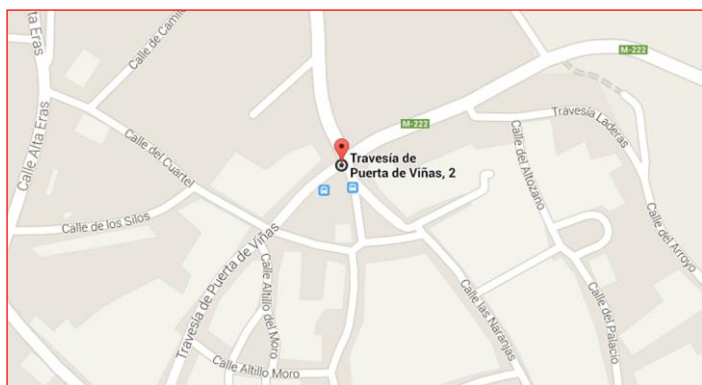 ta Eras
Calle de Camil
M-222
M-222
Travesía Laderas
Calle Alta Eras
Calle del Cuartel
Travesía de
Puerta de Viñas, 2
Calle del Altozano
Calle de los Silos
Travesía de Puerta de Viñas
Calle Altillo del Moro
Calle las Naranjas
Calle del Arroyo
Calle del Palacio
Calle Altillo Moro